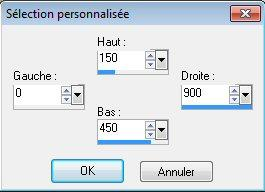 Sélection personnalisée
Haut :
150
Gauche :
0
Droite :
900
Bas :
450
OK
Annuler